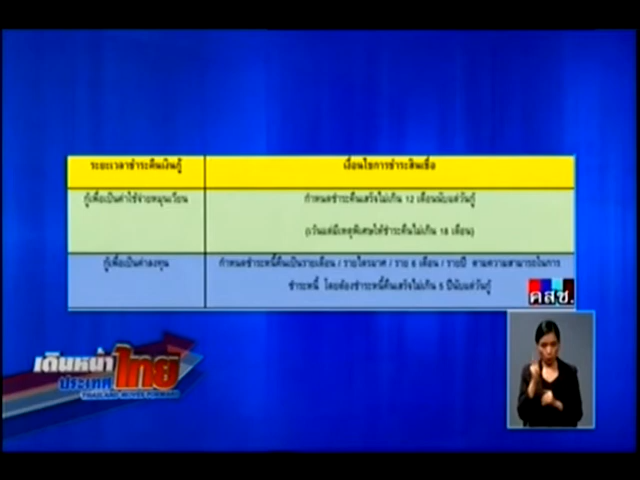 ระยะเวลาชำระคืนเงินกู้
เงื่อนไขการชำระสินเชื่อ
กู้เพื่อเป็นค่าใช้จ่ายหมุนเวียน
กำหนดชำระคืนเสร็จไม่เกิน 12 เดือนนับแต่วันกู้
(เว้นแต่มีเหตุพิเศษให้ชำระคืนไม่เกิน 18 เดือน)
กู้เพื่อเป็นค่าลงทุน
กำหนดชำระหนี้คืนเป็นรายเดือน / รายไตรมาศ / ราย 6 เดือน / รายปี ตามความสามารถในการ
ชำระหนี้ โดยต้องชำระหนี้คืนเสร็จไม่เกิน 5 ปีนับแต่วันกู้
คสช.
เดินหน้า
ประเทศไทย
THAILAND MOVES FORWARD